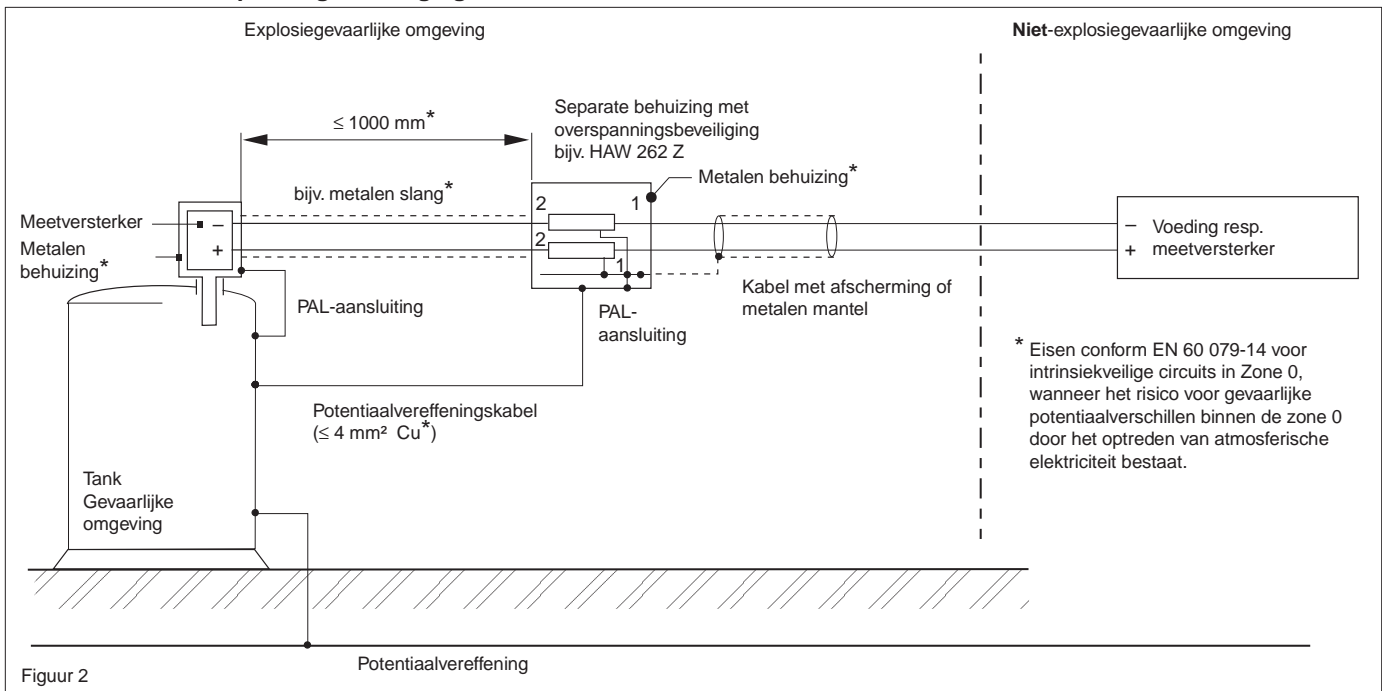 Explosiegevaarlijke omgeving
Niet-explosiegevaarlijke omgeving
≤ 1000 mm*
Separate behuizing met
overspanningsbeveiliging
bijv. HAW 262 Z
Metalen behuizing*
bijv. metalen slang*
2
1
2
1
Meetversterker
–
+
Metalen
behuizing*
– Voeding resp.
+ meetversterker
PAL-aansluiting
PAL-
aansluiting
Kabel met afscherming of
metalen mantel
* Eisen conform EN 60 079-14 voor
intrinsiekveilige circuits in Zone 0,
wanneer het risico voor gevaarlijke
potentiaalverschillen binnen de zone 0
door het optreden van atmosferische
elektriciteit bestaat.
Potentiaalvereffeningskabel
(≤ 4 mm² Cu*)
Tank
Gevaarlijke
omgeving
Potentiaalvereffening
Figuur 2